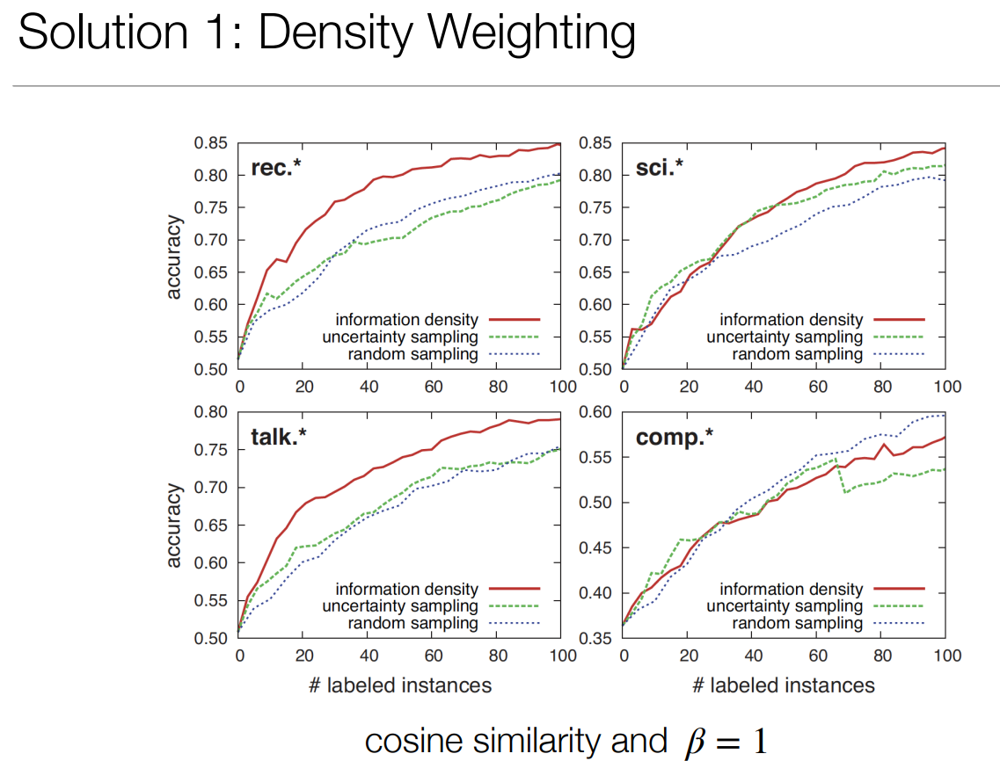 Solution 1: Density Weighting
0.85
0.80
0.75
0.70
0.65
0.60
0.55
0.50
accuracy
rec.*
information density
uncertainty sampling
random sampling
0 20 40 60 80 100
0.85
0.80
0.75
0.70
0.65
0.60
0.55
0.50
sci.*
information density
uncertainty sampling
random sampling
0 20 40 60 80 100
0.80
0.75
0.70
0.65
0.60
0.55
0.50
accuracy
talk.*
information density
uncertainty sampling
random sampling
0 20 40 60 80 100
# labeled instances
0.60
0.55
0.50
0.45
0.40
0.35
comp.*
information density
uncertainty sampling
random sampling
0 20 40 60 80 100
# labeled instances
cosine similarity and β = 1